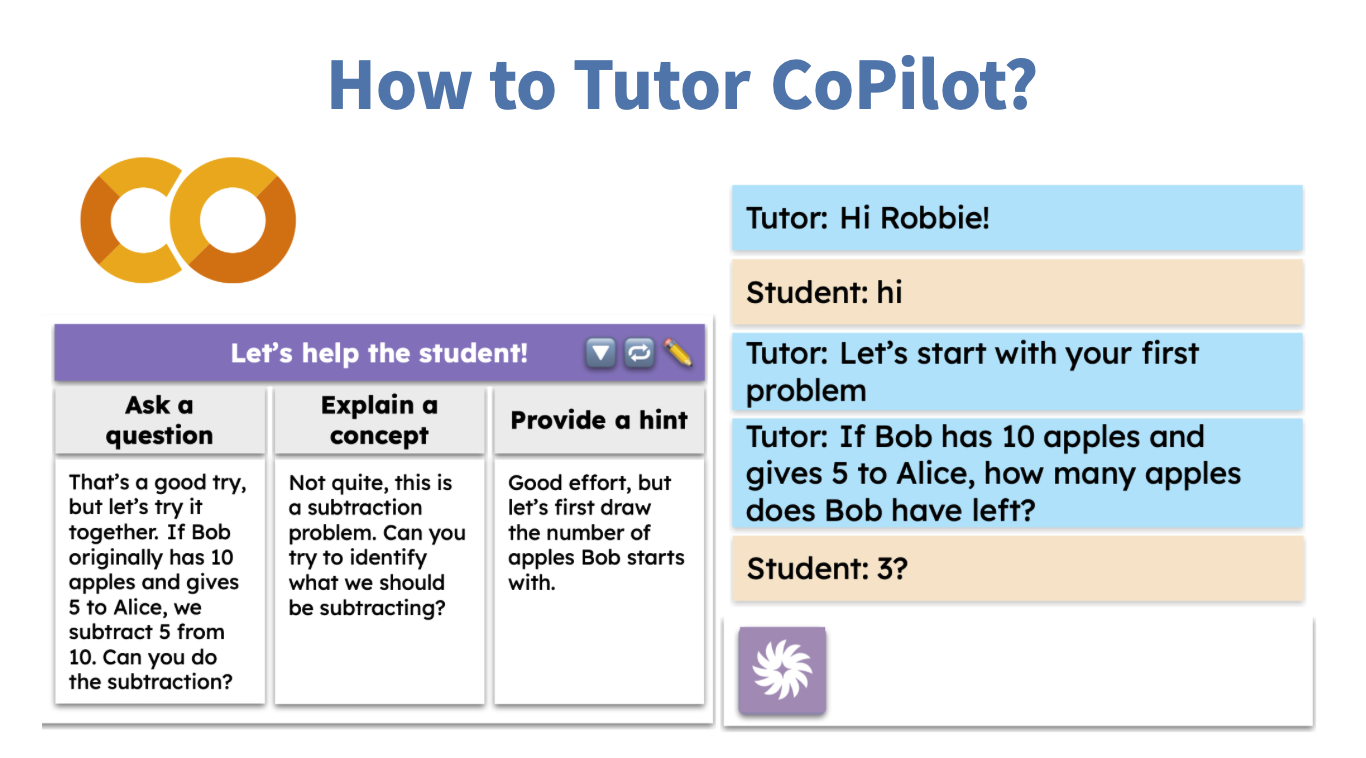 How to Tutor CoPilot?
Let’s help the student!
Ask a
question
That’s a good try,
but let’s try it
together. If Bob
originally has 10
apples and gives
5 to Alice, we
subtract 5 from
10. Can you do
the subtraction?
Explain a
concept
Not quite, this is
a subtraction
problem. Can you
try to identify
what we should
be subtracting?
Provide a hint
Good effort, but
let’s first draw
the number of
apples Bob starts
with.
Tutor: Hi Robbie!
Student: hi
Tutor: Let’s start with your first
problem
Tutor: If Bob has 10 apples and
gives 5 to Alice, how many apples
does Bob have left?
Student: 3?